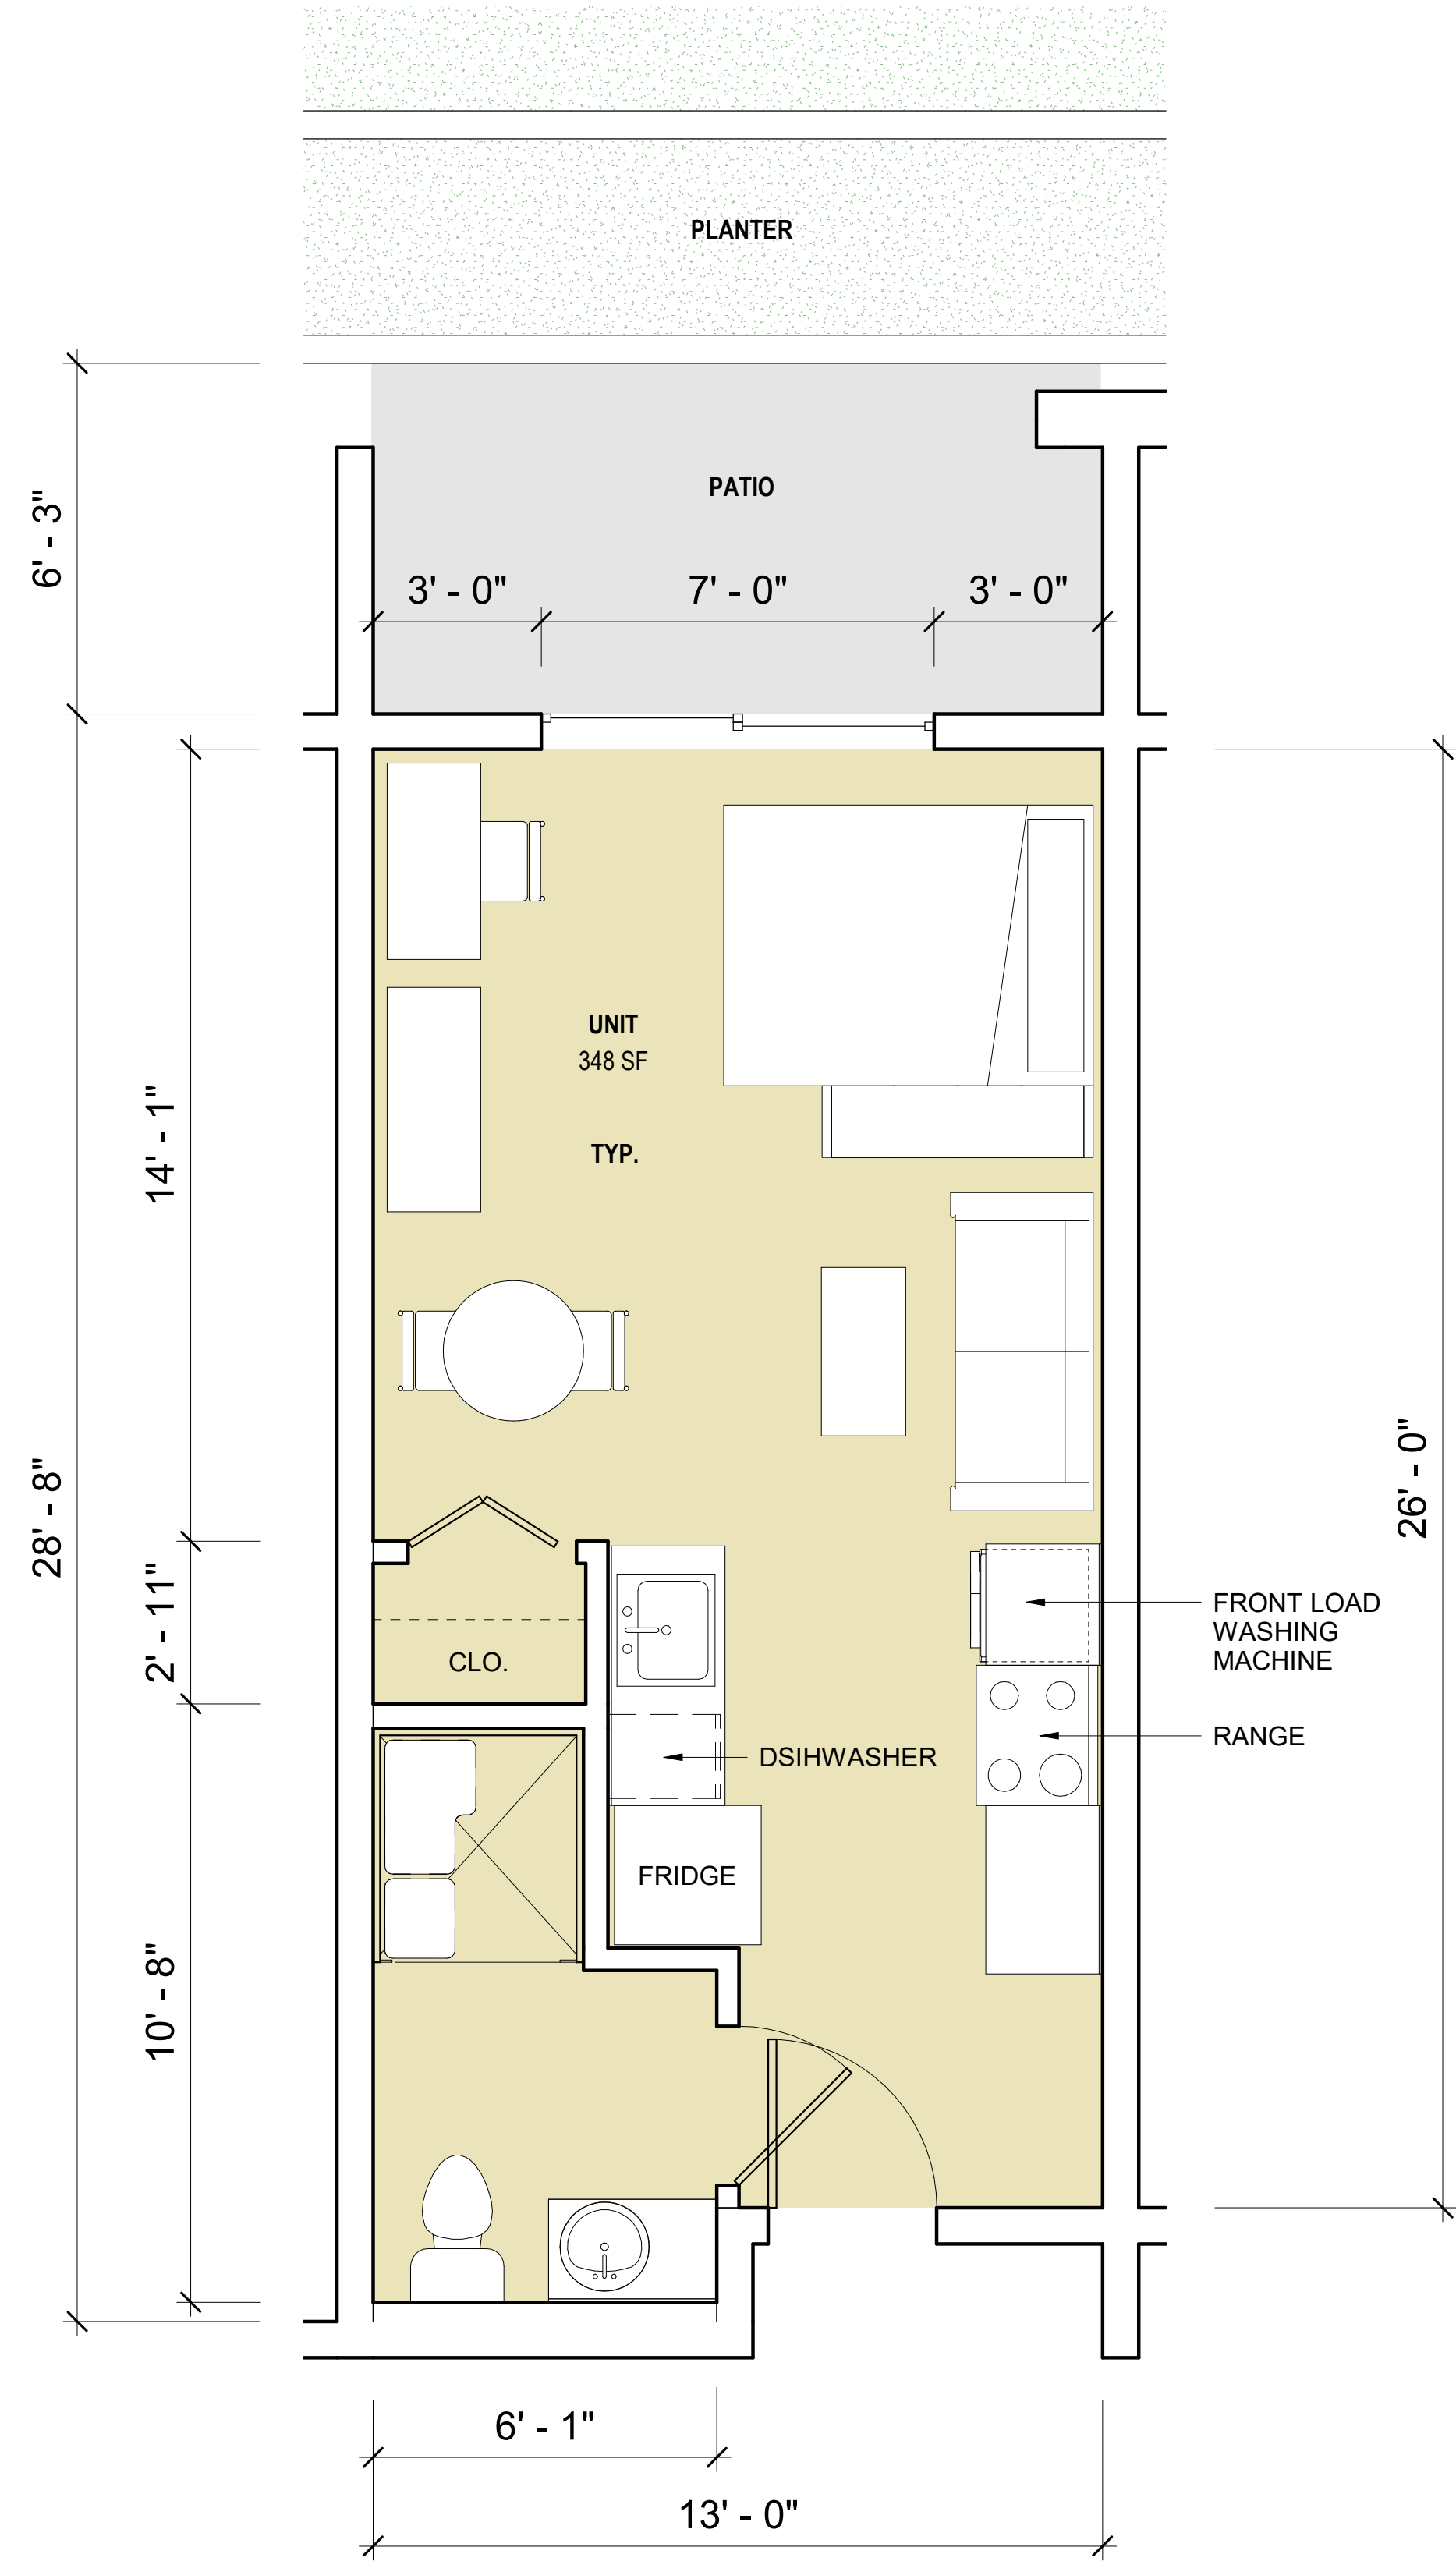 PLANTER
6' - 3"
PATIO
3' - 0"
7' - 0"
3' - 0"
UNIT
348 SF
TYP.
14' - 1"
28' - 8"
26' - 0"
2' - 11"
CLO.
FRONT LOAD
WASHING
MACHINE
RANGE
DSIHWASHER
FRIDGE
10' - 8"
6' - 1"
13' - 0"